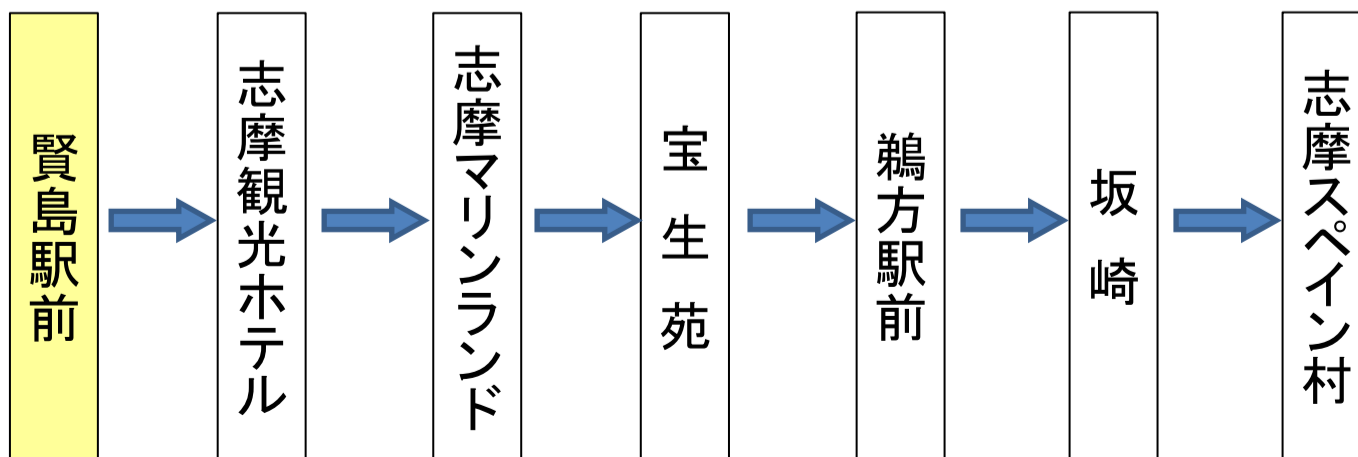 賢島駅前
志摩観光ホテル
志摩マリンランド
宝生苑
鵜方駅前
坂崎
志摩スペイン村